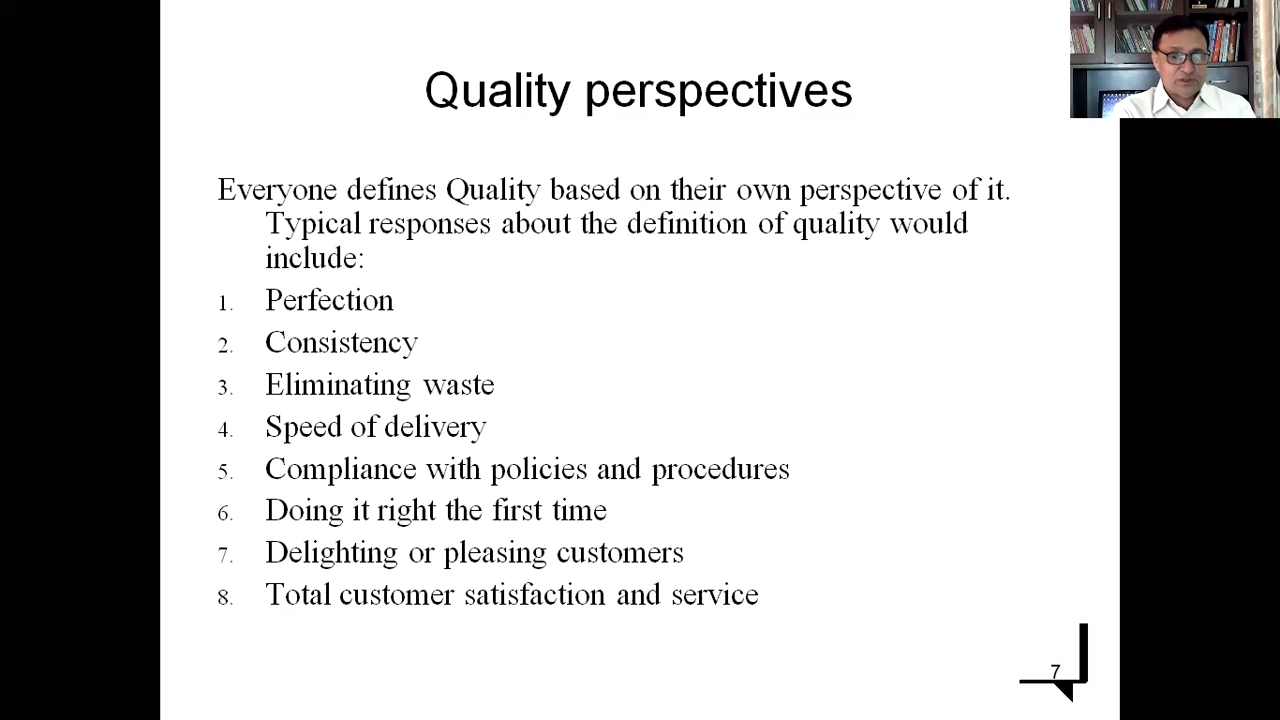 Quality perspectives
Everyone defines Quality based on their own perspective of it.
Typical responses about the definition of quality would
include:
1. Perfection
2. Consistency
3. Eliminating waste
4. Speed of delivery
5. Compliance with policies and procedures
6. Doing it right the first time
7. Delighting or pleasing customers
8. Total customer satisfaction and service
7